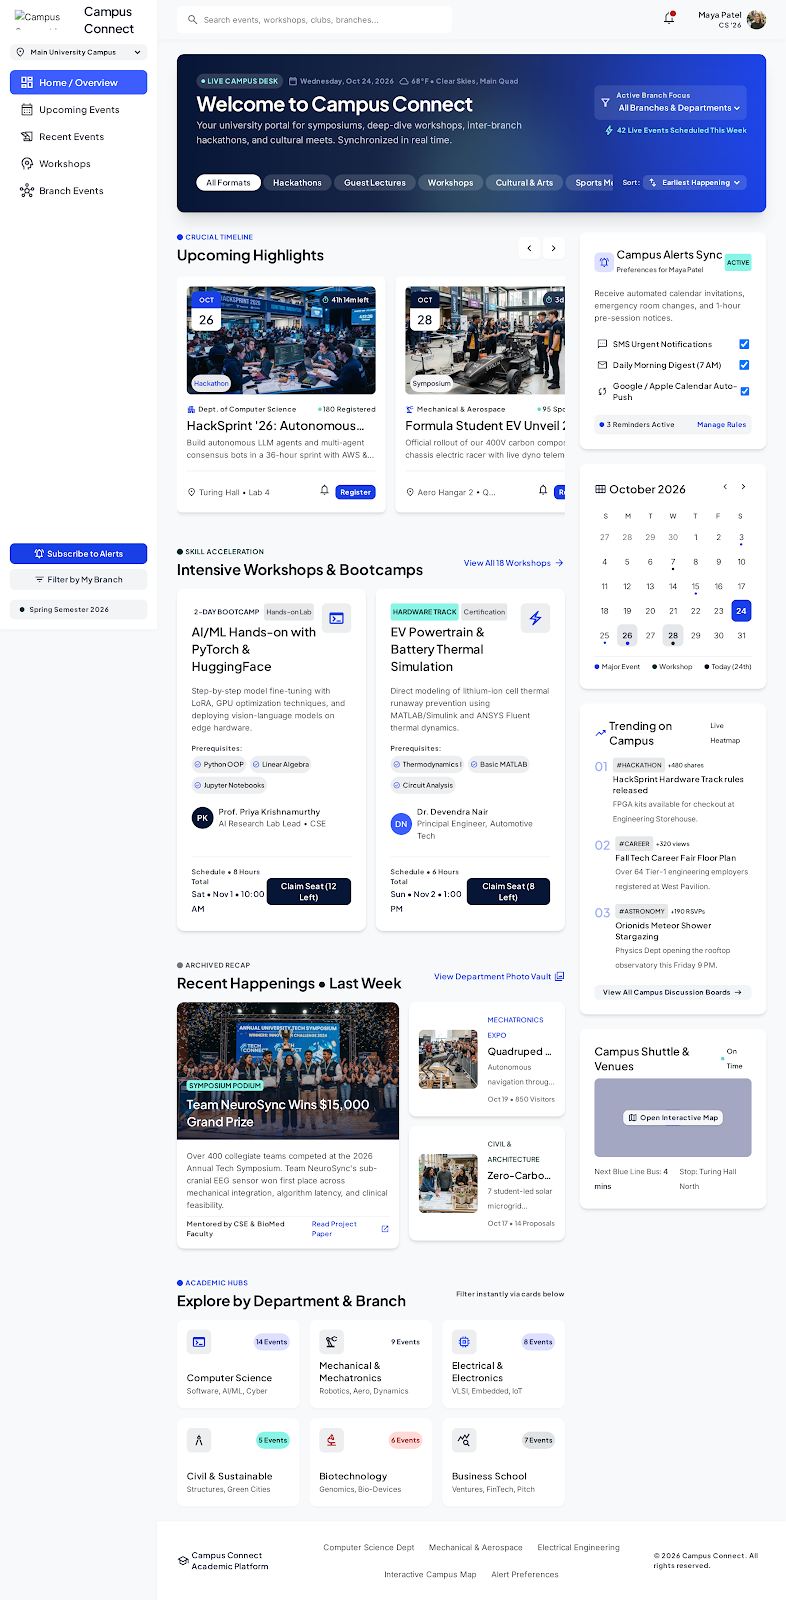 Campus Conn
Campus
Connect
Main University Campus
Home / Overview
Upcoming Events
Recent Events
Workshops
Branch Events
Subscribe to Alerts
Filter by My Branch
Spring Semester 2026
Search events, workshops, clubs, branches...
Maya Patel
CS '26
LIVE CAMPUS DESK
Wednesday, Oct 24, 2026
68°F • Clear Skies, Main Quad
Welcome to Campus Connect
Your university portal for symposiums, deep-dive workshops, inter-branch
hackathons, and cultural meets. Synchronized in real time.
Active Branch Focus
All Branches & Departments
42 Live Events Scheduled This Week
All Formats
Hackathons
Guest Lectures
Workshops
Cultural & Arts
Sports Me
Sort:
Earliest Happening
CRUCIAL TIMELINE
Upcoming Highlights
OCT
26
41h 14m left
Hackathon
Dept. of Computer Science
180 Registered
HackSprint '26: Autonomous...
Build autonomous LLM agents and multi-agent
consensus bots in a 36-hour sprint with AWS &...
Turing Hall • Lab 4
Register
OCT
28
3d
Symposium
Mechanical & Aerospace
95 Spo
Formula Student EV Unveil 2
Official rollout of our 400V carbon compos
chassis electric racer with live dyno telem
Aero Hangar 2 • Q...
Re
SKILL ACCELERATION
Intensive Workshops & Bootcamps
View All 18 Workshops
2-DAY BOOTCAMP
Hands-on Lab
AI/ML Hands-on with
PyTorch &
HuggingFace
Step-by-step model fine-tuning with
LoRA, GPU optimization techniques, and
deploying vision-language models on
edge hardware.
Prerequisites:
Python OOP
Linear Algebra
Jupyter Notebooks
PK
Prof. Priya Krishnamurthy
AI Research Lab Lead • CSE
Schedule • 8 Hours
Total
Sat • Nov 1 • 10:00
AM
Claim Seat (12
Left)
HARDWARE TRACK
Certification
EV Powertrain &
Battery Thermal
Simulation
Direct modeling of lithium-ion cell thermal
runaway prevention using
MATLAB/Simulink and ANSYS Fluent
thermal dynamics.
Prerequisites:
Thermodynamics I
Basic MATLAB
Circuit Analysis
DN
Dr. Devendra Nair
Principal Engineer, Automotive
Tech
Schedule • 6 Hours
Total
Sun • Nov 2 • 1:00
PM
Claim Seat (8
Left)
ARCHIVED RECAP
Recent Happenings • Last Week
View Department Photo Vault
SYMPOSIUM PODIUM
Team NeuroSync Wins $15,000
Grand Prize
Over 400 collegiate teams competed at the 2026
Annual Tech Symposium. Team NeuroSync's sub-
cranial EEG sensor won first place across
mechanical integration, algorithm latency, and clinical
feasibility.
Mentored by CSE & BioMed
Faculty
Read Project
Paper
MECHATRONICS
EXPO
Quadruped ...
Autonomous
navigation throug...
Oct 19 • 850 Visitors
CIVIL &
ARCHITECTURE
Zero-Carbo...
7 student-led solar
microgrid...
Oct 17 • 14 Proposals
ACADEMIC HUBS
Explore by Department & Branch
Filter instantly via cards below
14 Events
Computer Science
Software, AI/ML, Cyber
9 Events
Mechanical &
Mechatronics
Robotics, Aero, Dynamics
8 Events
Electrical &
Electronics
VLSI, Embedded, IoT
5 Events
Civil & Sustainable
Structures, Green Cities
6 Events
Biotechnology
Genomics, Bio-Devices
7 Events
Business School
Ventures, FinTech, Pitch
Campus Alerts Sync
Preferences for Maya Patel
ACTIVE
Receive automated calendar invitations,
emergency room changes, and 1-hour
pre-session notices.
SMS Urgent Notifications
Daily Morning Digest (7 AM)
Google / Apple Calendar Auto-
Push
3 Reminders Active
Manage Rules
October 2026
S M T W T F S
27 28 29 30 1 2 3
4 5 6 7 8 9 10
11 12 13 14 15 16 17
18 19 20 21 22 23 24
25 26 27 28 29 30 31
Major Event
Workshop
Today (24th)
Trending on
Campus
Live
Heatmap
01
#HACKATHON
+480 shares
HackSprint Hardware Track rules
released
FPGA kits available for checkout at
Engineering Storehouse.
02
#CAREER
+320 views
Fall Tech Career Fair Floor Plan
Over 64 Tier-1 engineering employers
registered at West Pavilion.
03
#ASTRONOMY
+190 RSVPs
Orionids Meteor Shower
Stargazing
Physics Dept opening the rooftop
observatory this Friday 9 PM.
View All Campus Discussion Boards
Campus Shuttle &
Venues
On
Time
Open Interactive Map
Next Blue Line Bus: 4
mins
Stop: Turing Hall
North
Campus Connect
Academic Platform
Computer Science Dept
Mechanical & Aerospace
Electrical Engineering
Interactive Campus Map
Alert Preferences
© 2026 Campus Connect. All
rights reserved.